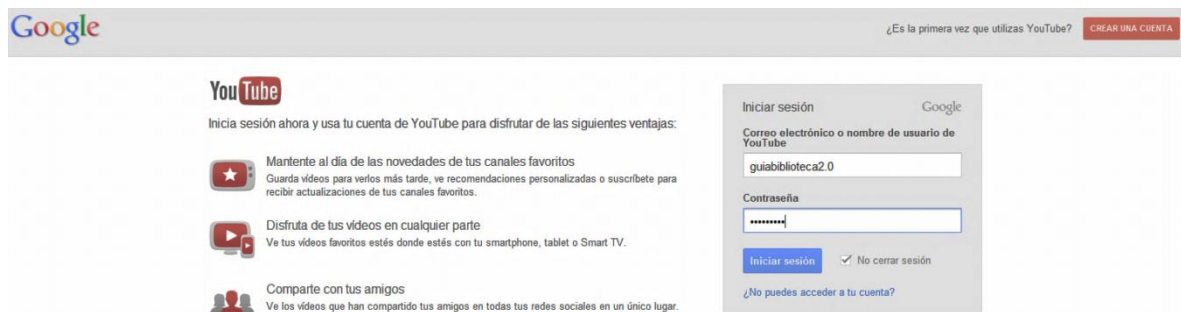 Google
¿Es la primera vez que utilizas YouTube?
CREAR UNA CUENTA
YouTube
Inicia sesión ahora y usa tu cuenta de YouTube para disfrutar de las siguientes ventajas:
Mantente al día de las novedades de tus canales favoritos
Guarda vídeos para verlos más tarde, ve recomendaciones personalizadas o suscríbete para
recibir actualizaciones de tus canales favoritos.
Disfruta de tus vídeos en cualquier parte
Ve tus vídeos favoritos estés donde estés con tu smartphone, tablet o Smart TV.
Comparte con tus amigos
Ve los vídeos que han compartido tus amigos en todas tus redes sociales en un único lugar.
Iniciar sesión Google
Correo electrónico o nombre de usuario de
YouTube
guiabiblioteca2.0
Contraseña
•••••••••
Iniciar sesión
No cerrar sesión
¿No puedes acceder a tu cuenta?